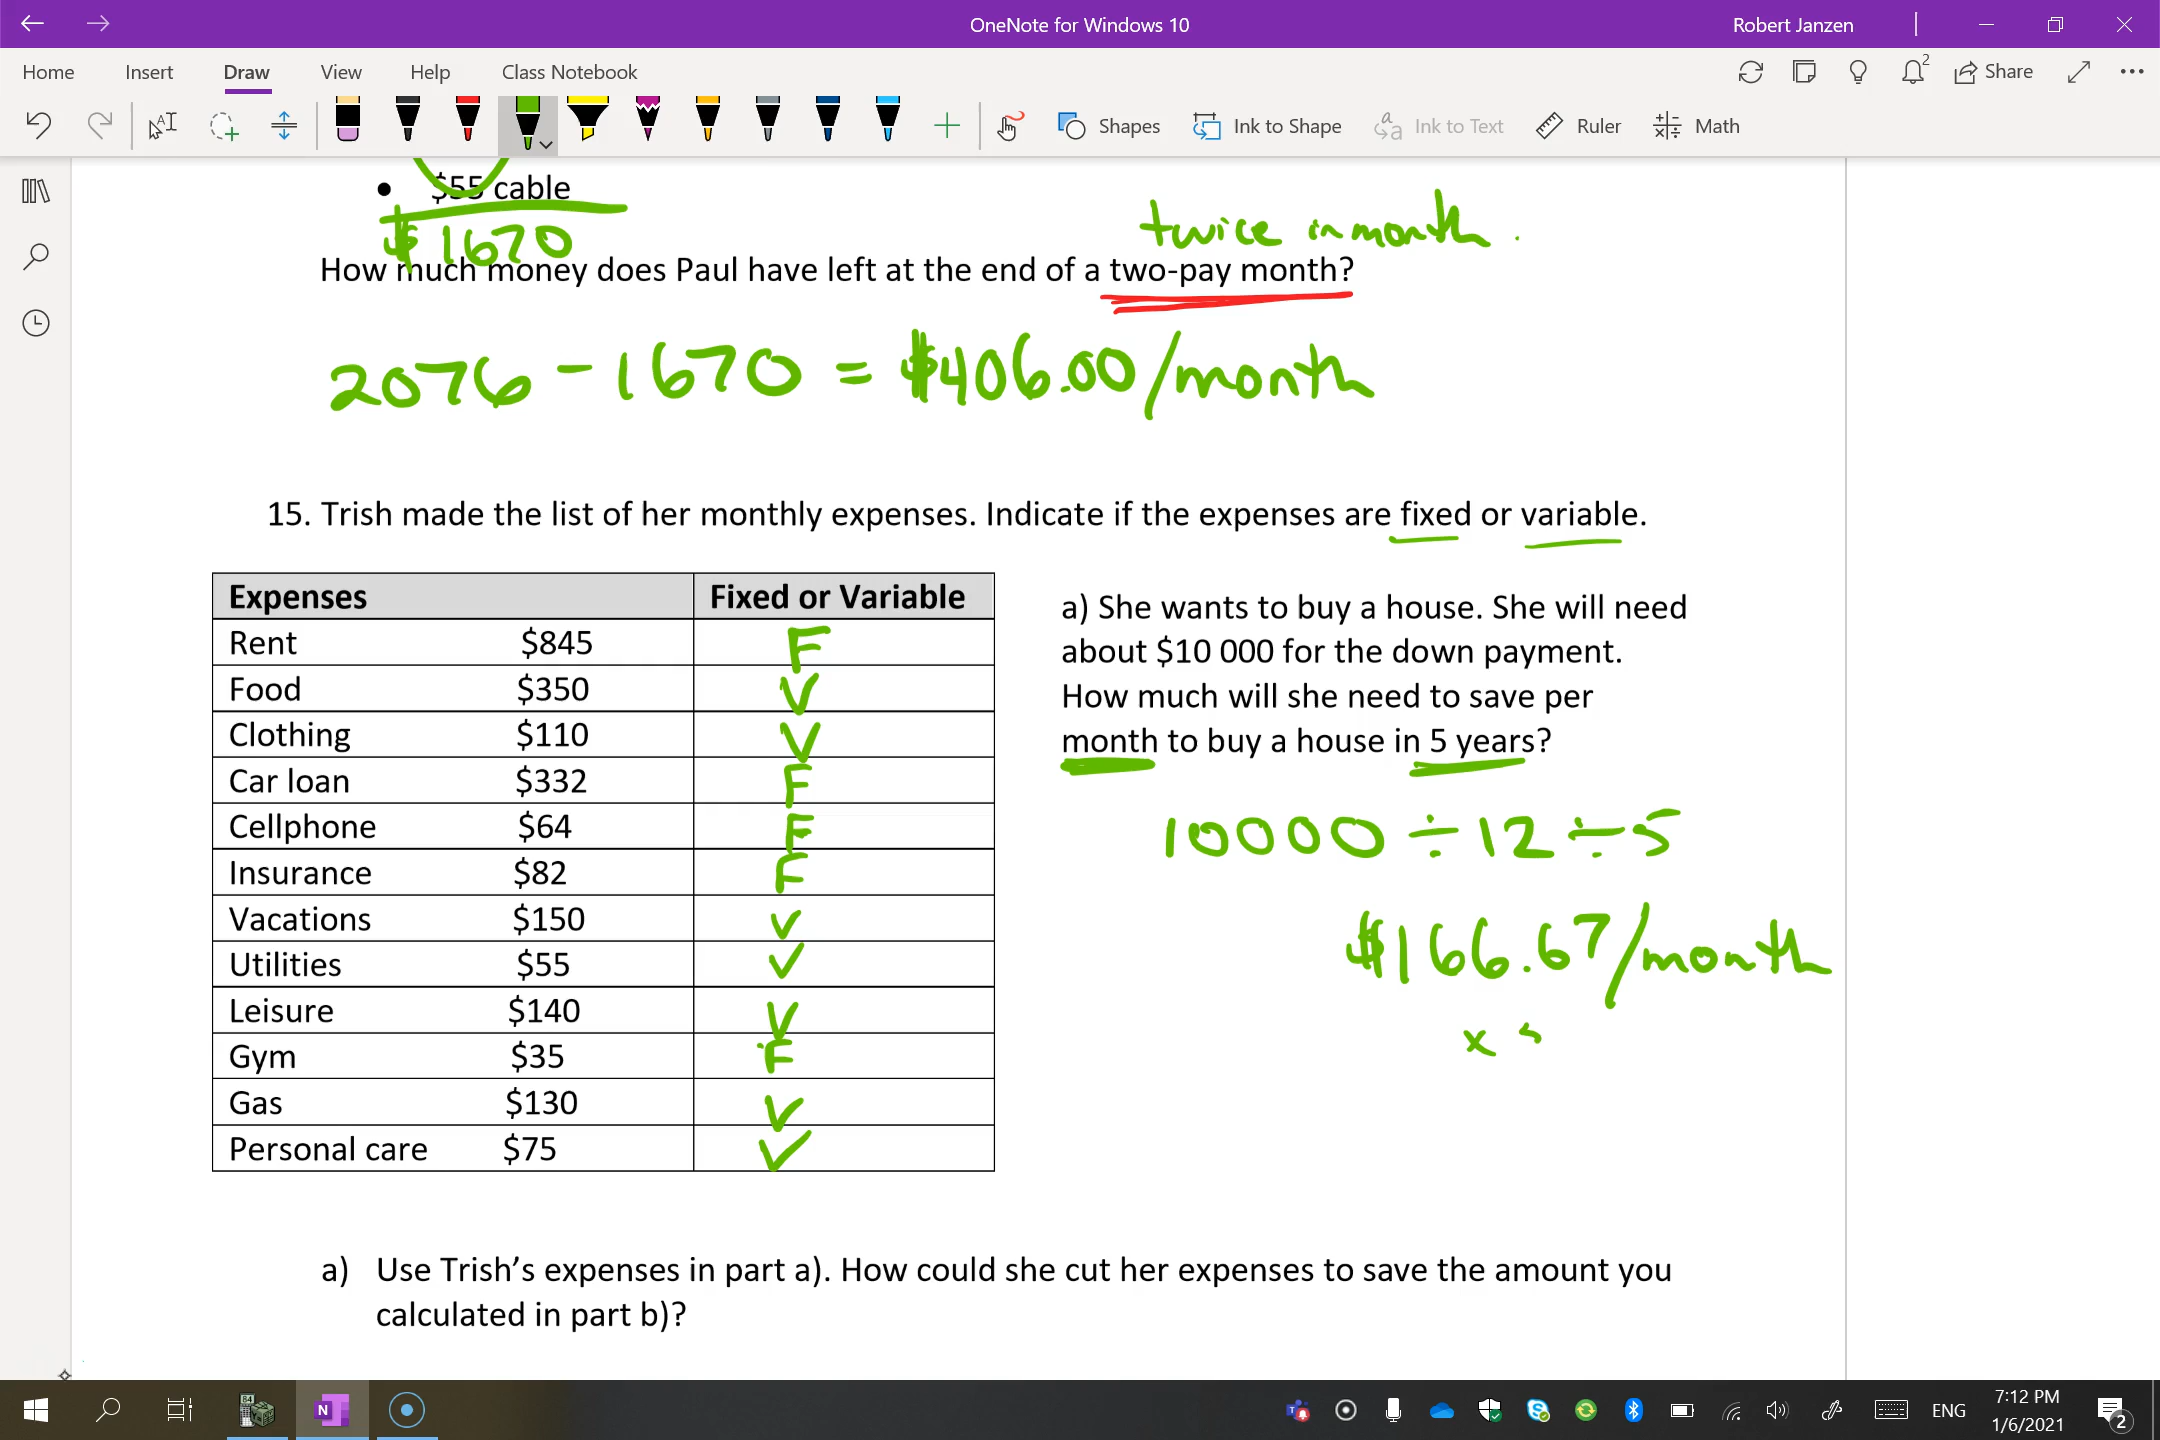 OneNote for Windows 10
Robert Janzen
Home Insert Draw View Help Class Notebook
2
Share
Shapes Ink to Shape Ink to Text Ruler Math
• $55 cable
$1670
twice in month.
How much money does Paul have left at the end of a two-pay month?
2076 - 1670 = $406.00/month
15. Trish made the list of her monthly expenses. Indicate if the expenses are fixed or variable.
Expenses Fixed or Variable
Rent $845 F
Food $350 V
Clothing $110 V
Car loan $332 F
Cellphone $64 F
Insurance $82 F
Vacations $150 V
Utilities $55 V
Leisure $140 V
Gym $35 F
Gas $130 V
Personal care $75 V
a) She wants to buy a house. She will need
about $10 000 for the down payment.
How much will she need to save per
month to buy a house in 5 years?
10000 ÷ 12 ÷ 5
$166.67/month
x
a) Use Trish’s expenses in part a). How could she cut her expenses to save the amount you
calculated in part b)?
ENG
7:12 PM
1/6/2021
2